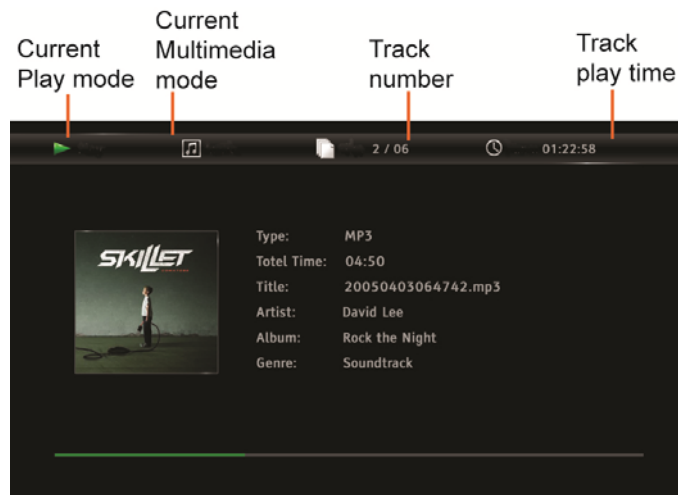 Current
Play mode
Current
Multimedia
mode
Track
number
Track
play time
2 / 06
01:22:58
SKILLET
Type: MP3
Totel Time: 04:50
Title: 20050403064742.mp3
Artist: David Lee
Album: Rock the Night
Genre: Soundtrack